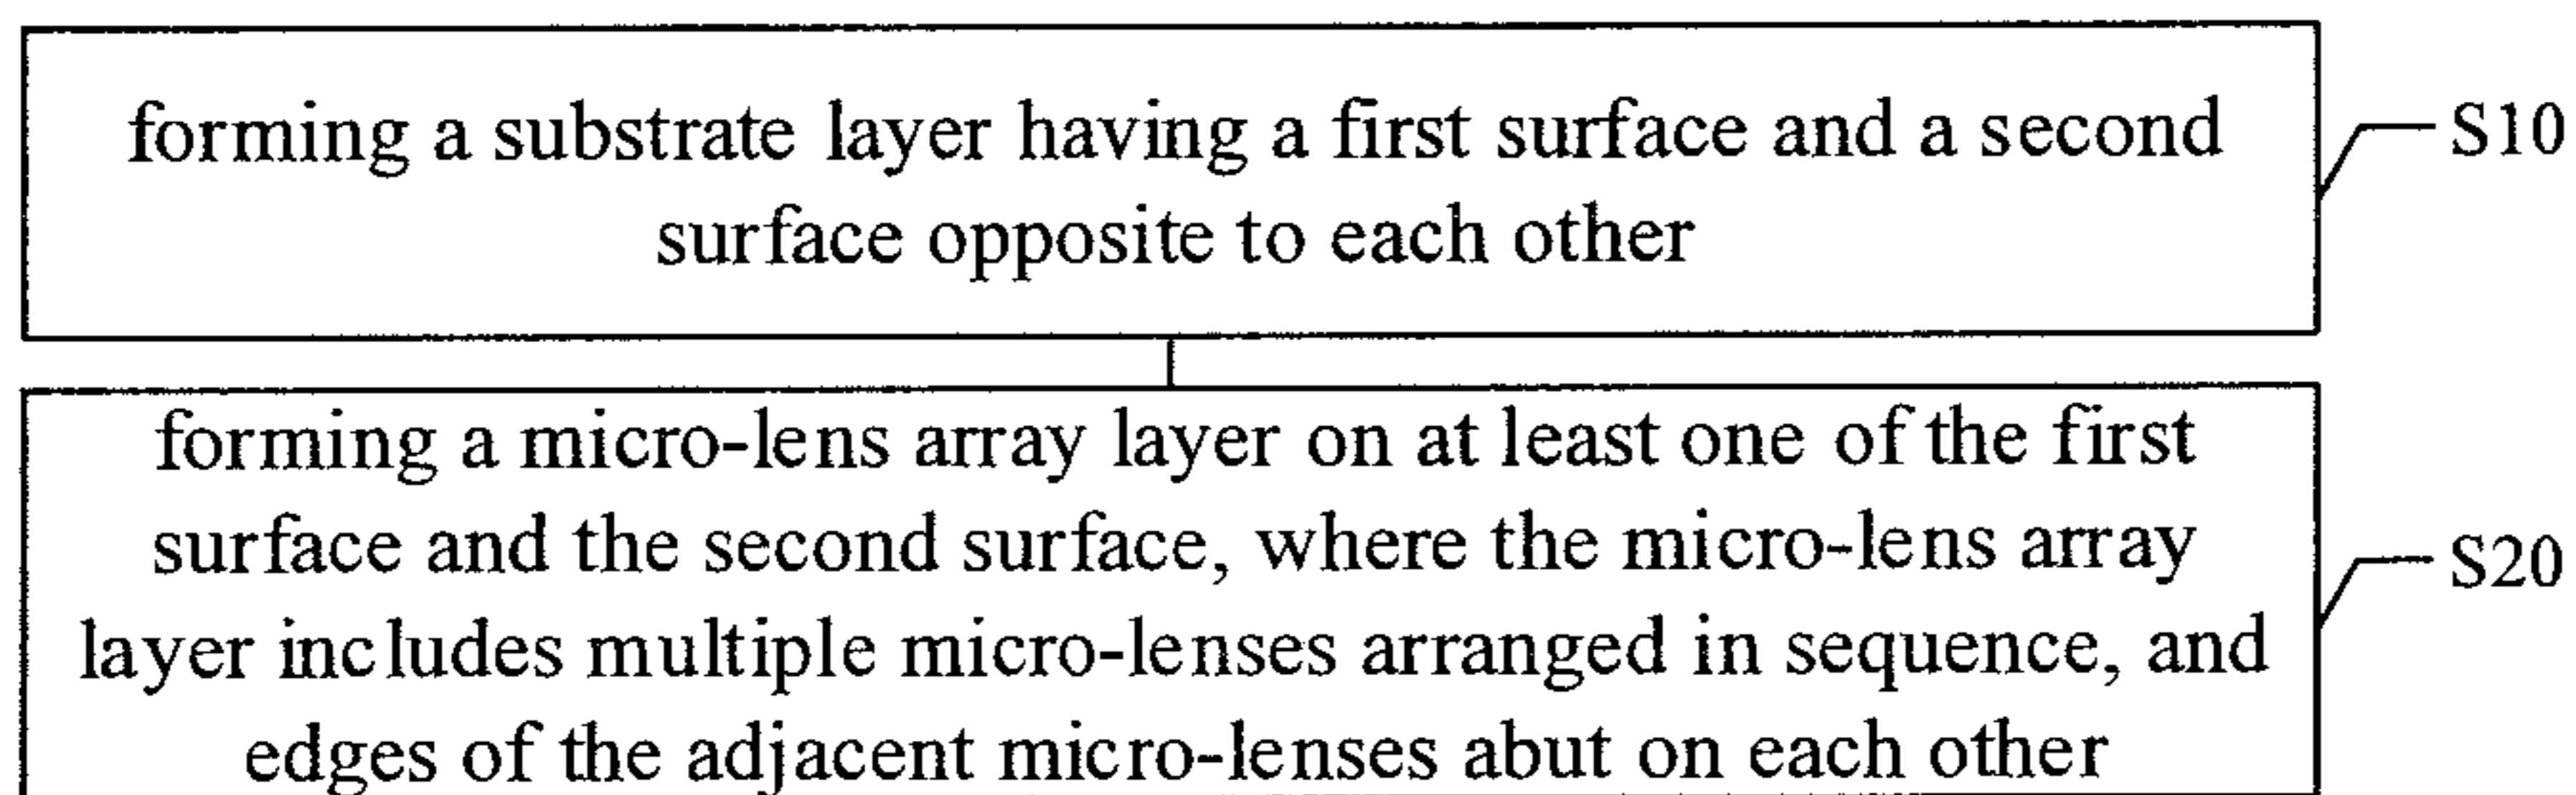 forming a substrate layer having a first surface and a second
surface opposite to each other
S10
forming a micro-lens array layer on at least one of the first
surface and the second surface, where the micro-lens array
layer includes multiple micro-lenses arranged in sequence, and
edges of the adjacent micro-lenses abut on each other
S20